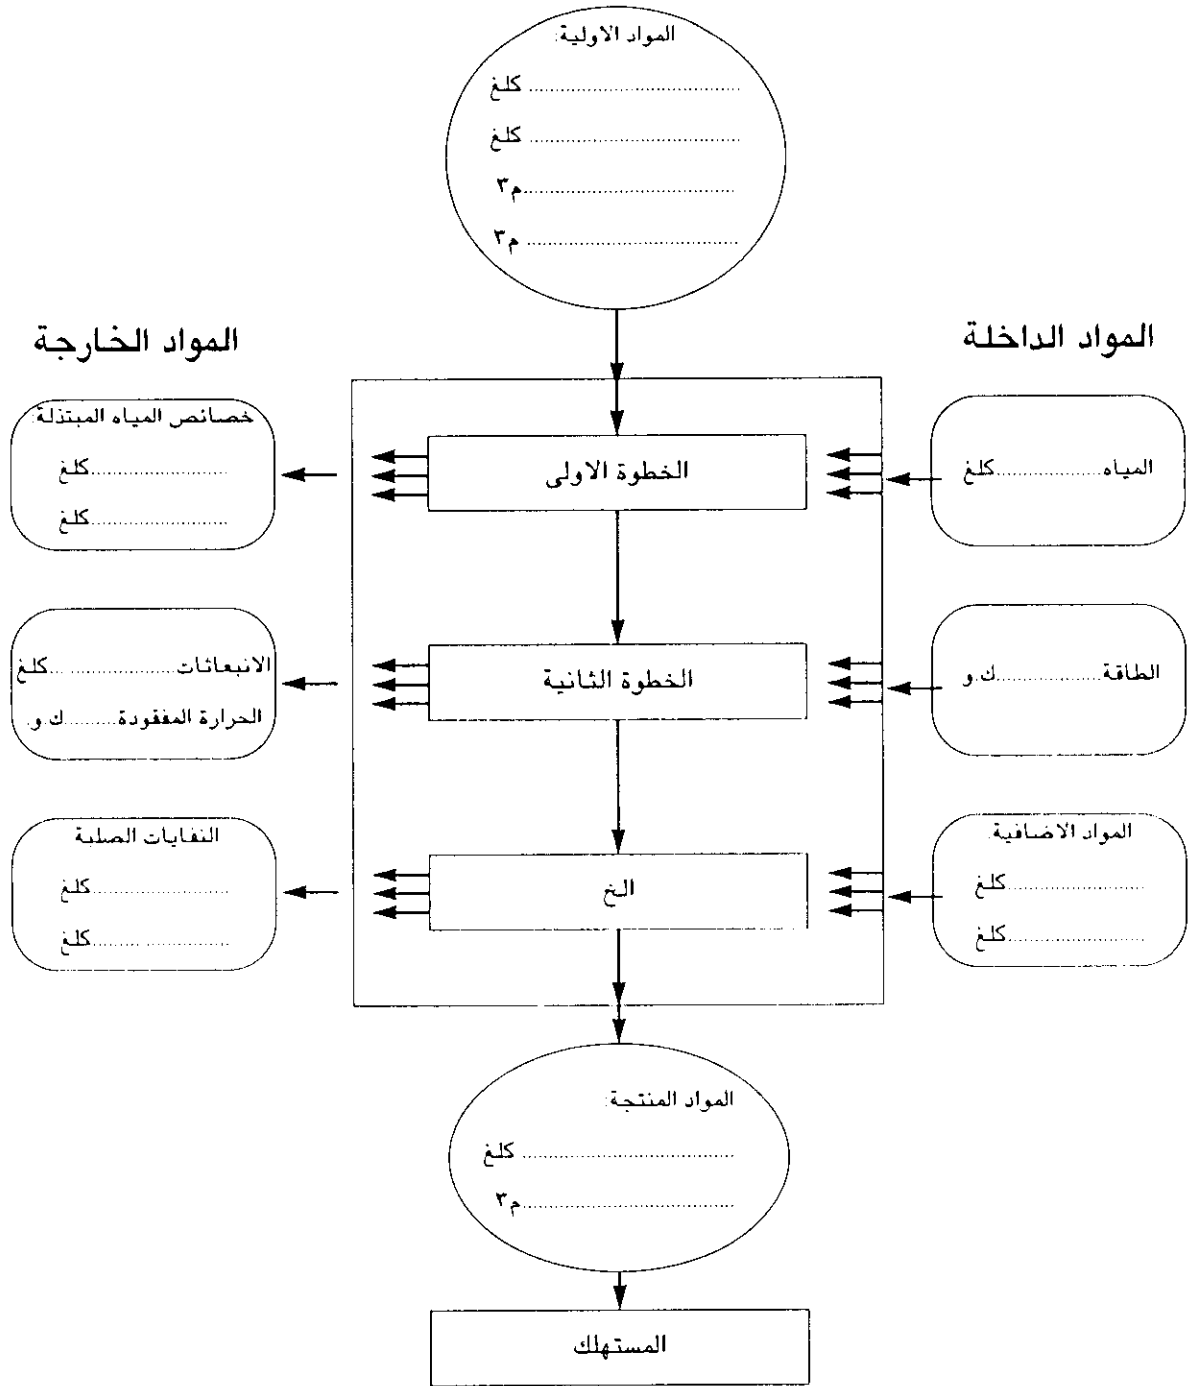 المواد الاولية:
........................ كلغ
........................ كلغ
........................م٣
........................ م٣
المواد الداخلة
المواد الخارجة
المياه....................كلغ
الخطوة الاولى
خصائص المياه المبتذلة:
........................كلغ
........................كلغ
الطاقة....................ك.و
الخطوة الثانية
الانبعاثات....................كلغ
الحرارة المفقودة..........ك.و.
المواد الاضافية:
........................كلغ
........................كلغ
الخ
النفايات الصلبة
........................كلغ
........................كلغ
المواد المنتجة:
........................ كلغ
........................م٣
المستهلك